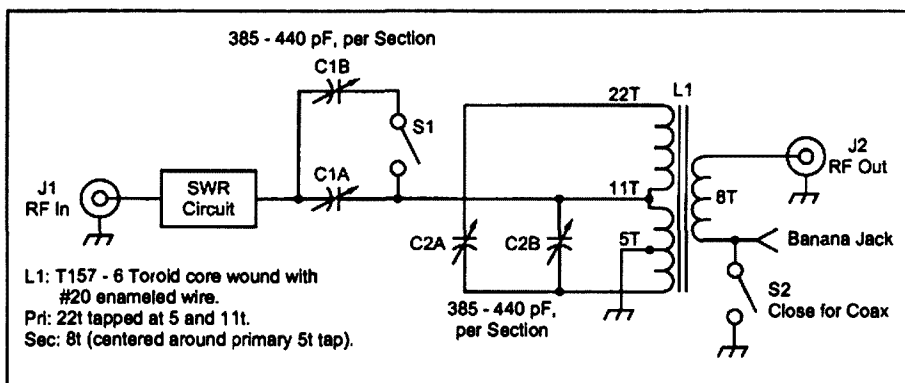 385 - 440 pF, per Section
C1B
S1
C1A
J1
RF In
SWR
Circuit
22T
L1
11T
5T
8T
C2A
C2B
J2
RF Out
Banana Jack
S2
Close for Coax
385 - 440 pF,
per Section
L1: T157 - 6 Toroid core wound with
#20 enameled wire.
Pri: 22t tapped at 5 and 11t.
Sec: 8t (centered around primary 5t tap).